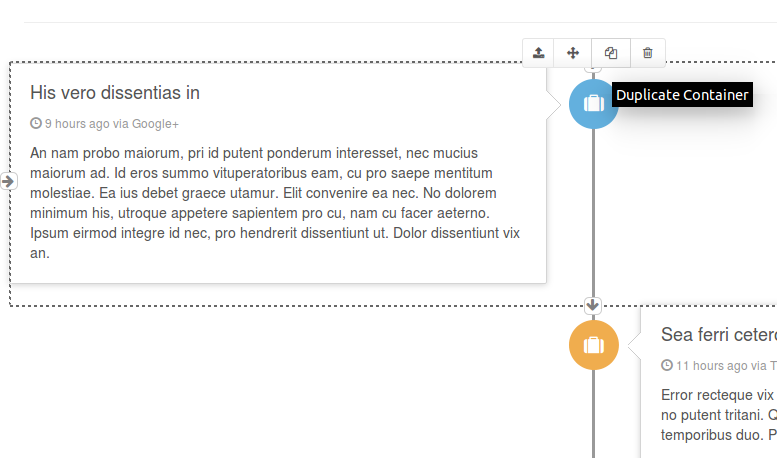 Duplicate Container
His vero dissentias in
9 hours ago via Google+
An nam probo maiorum, pri id putent ponderum interesset, nec mucius
maiorum ad. Id eros summo vituperatoribus eam, cu pro saepe mentitum
molestiae. Ea ius debet graece utamur. Elit convenire ea nec. No dolorem
minimum his, utroque appetere sapientem pro cu, nam cu facer aeterno.
Ipsum eirmod integre id nec, pro hendrerit dissentiunt ut. Dolor dissentiunt vix
an.
Sea ferri ceter
11 hours ago via T
Error recteque vix
no putent tritani. Q
temporibus duo. P